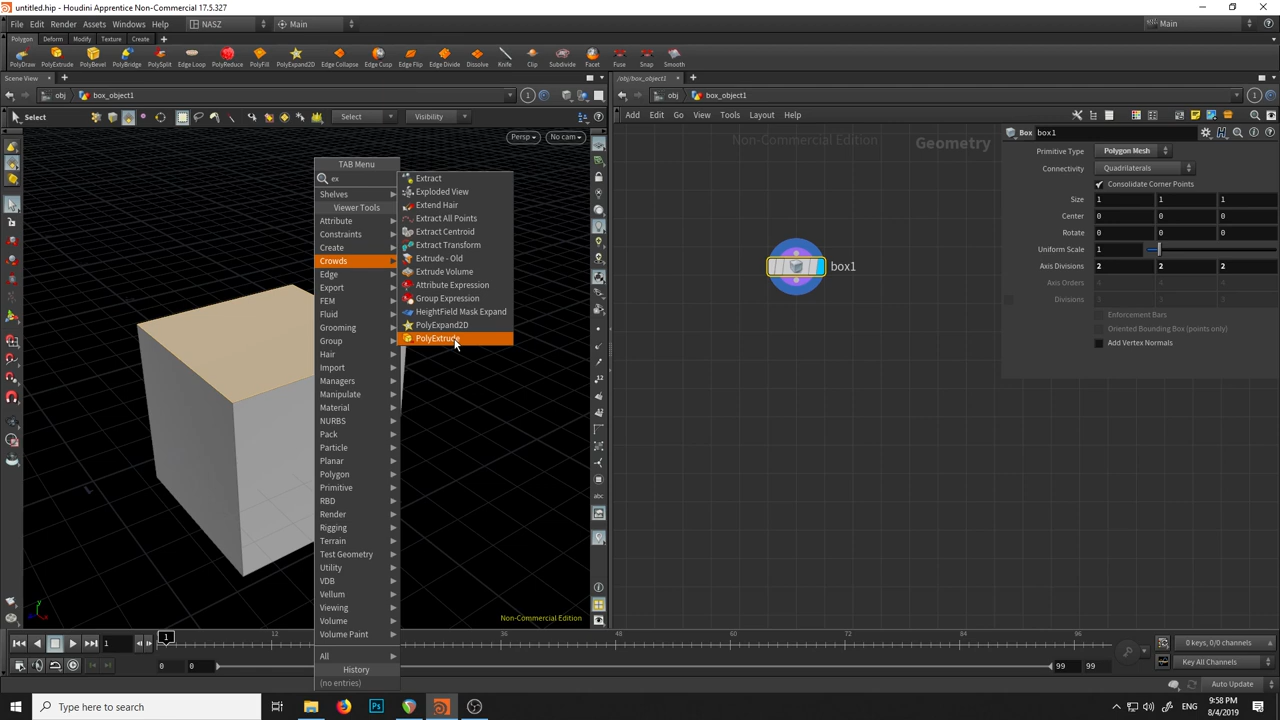 untitled.hip - Houdini Apprentice Non-Commercial 17.5.327
File Edit Render Assets Windows Help NASZ Main Main
Polygon Deform Modify Texture Create
PolyDraw PolyExtrude PolyBevel PolyBridge PolySplit Edge Loop PolyReduce PolyFill PolyExpand2D Edge Collapse Edge Cusp Edge Flip Edge Divide Dissolve Knife Clip Subdivide Facet Fuse Snap Smooth
Scene View
/obj/box_object1
obj box_object1 1
obj box_object1 1
Select Select Visibility
Add Edit Go View Tools Layout Help
Persp No cam
Non-Commercial Edition
Geometry
TAB Menu
ex
Shelves
Viewer Tools
Attribute
Constraints
Create
Crowds
Edge
Export
FEM
Fluid
Grooming
Group
Hair
Import
Managers
Manipulate
Material
NURBS
Pack
Particle
Planar
Polygon
Primitive
RBD
Render
Rigging
Terrain
Test Geometry
Utility
VDB
Vellum
Viewing
Volume
Volume Paint
All
History
(no entries)
Extract
Exploded View
Extend Hair
Extract All Points
Extract Centroid
Extract Transform
Extrude - Old
Extrude Volume
Attribute Expression
Group Expression
HeightField Mask Expand
PolyExpand2D
PolyExtrude
box1
Box box1
Primitive Type Polygon Mesh
Connectivity Quadrilaterals
Consolidate Corner Points
Size 1 1 1
Center 0 0 0
Rotate 0 0 0
Uniform Scale 1
Axis Divisions 2 2 2
Axis Orders 4 4 4
Divisions 3 3 3
Enforcement Bars
Oriented Bounding Box (points only)
Add Vertex Normals
abc
Non-Commercial Edition
1 1 12 36 48 60 72 84 96
0 keys, 0/0 channels
0 0 99 99
Key All Channels
Auto Update
Type here to search
ENG
9:58 PM
8/4/2019